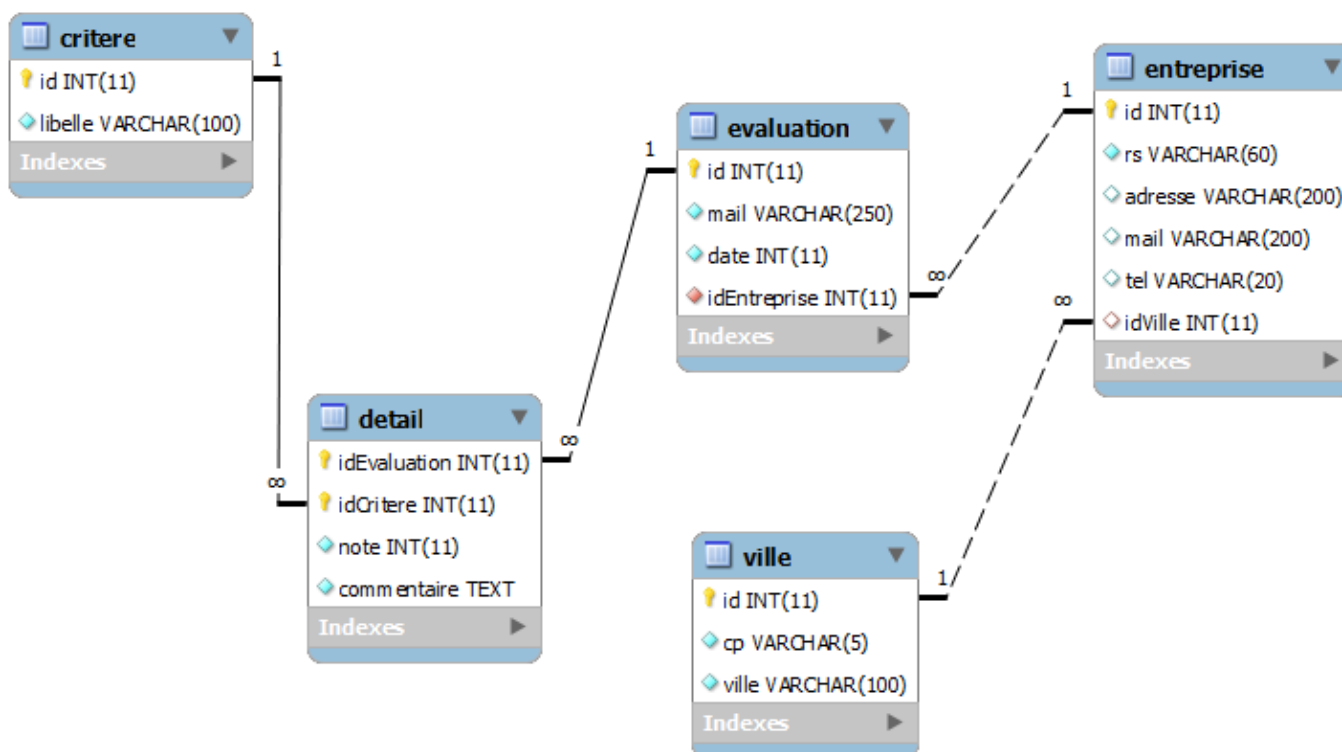 critere
id INT(11)
libelle VARCHAR(100)
Indexes
1
∞
detail
idEvaluation INT(11)
idCritere INT(11)
note INT(11)
commentaire TEXT
Indexes
∞
1
evaluation
id INT(11)
mail VARCHAR(250)
date INT(11)
idEntreprise INT(11)
Indexes
∞
1
entreprise
id INT(11)
rs VARCHAR(60)
adresse VARCHAR(200)
mail VARCHAR(200)
tel VARCHAR(20)
idVille INT(11)
Indexes
∞
1
ville
id INT(11)
cp VARCHAR(5)
ville VARCHAR(100)
Indexes